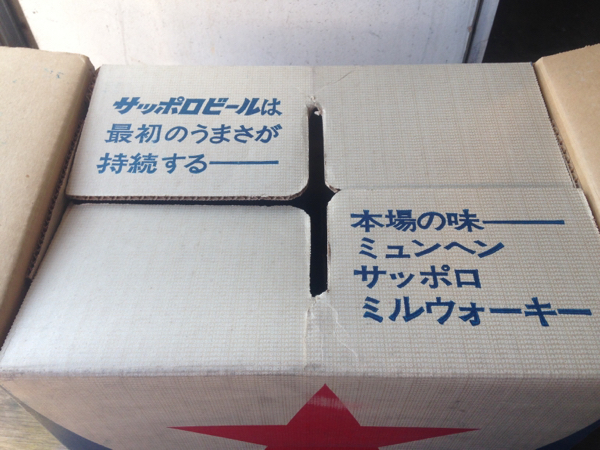 サッポロビールは
最初のうまさが
持続する――
本場の味――
ミュンヘン
サッポロ
ミルウォーキー